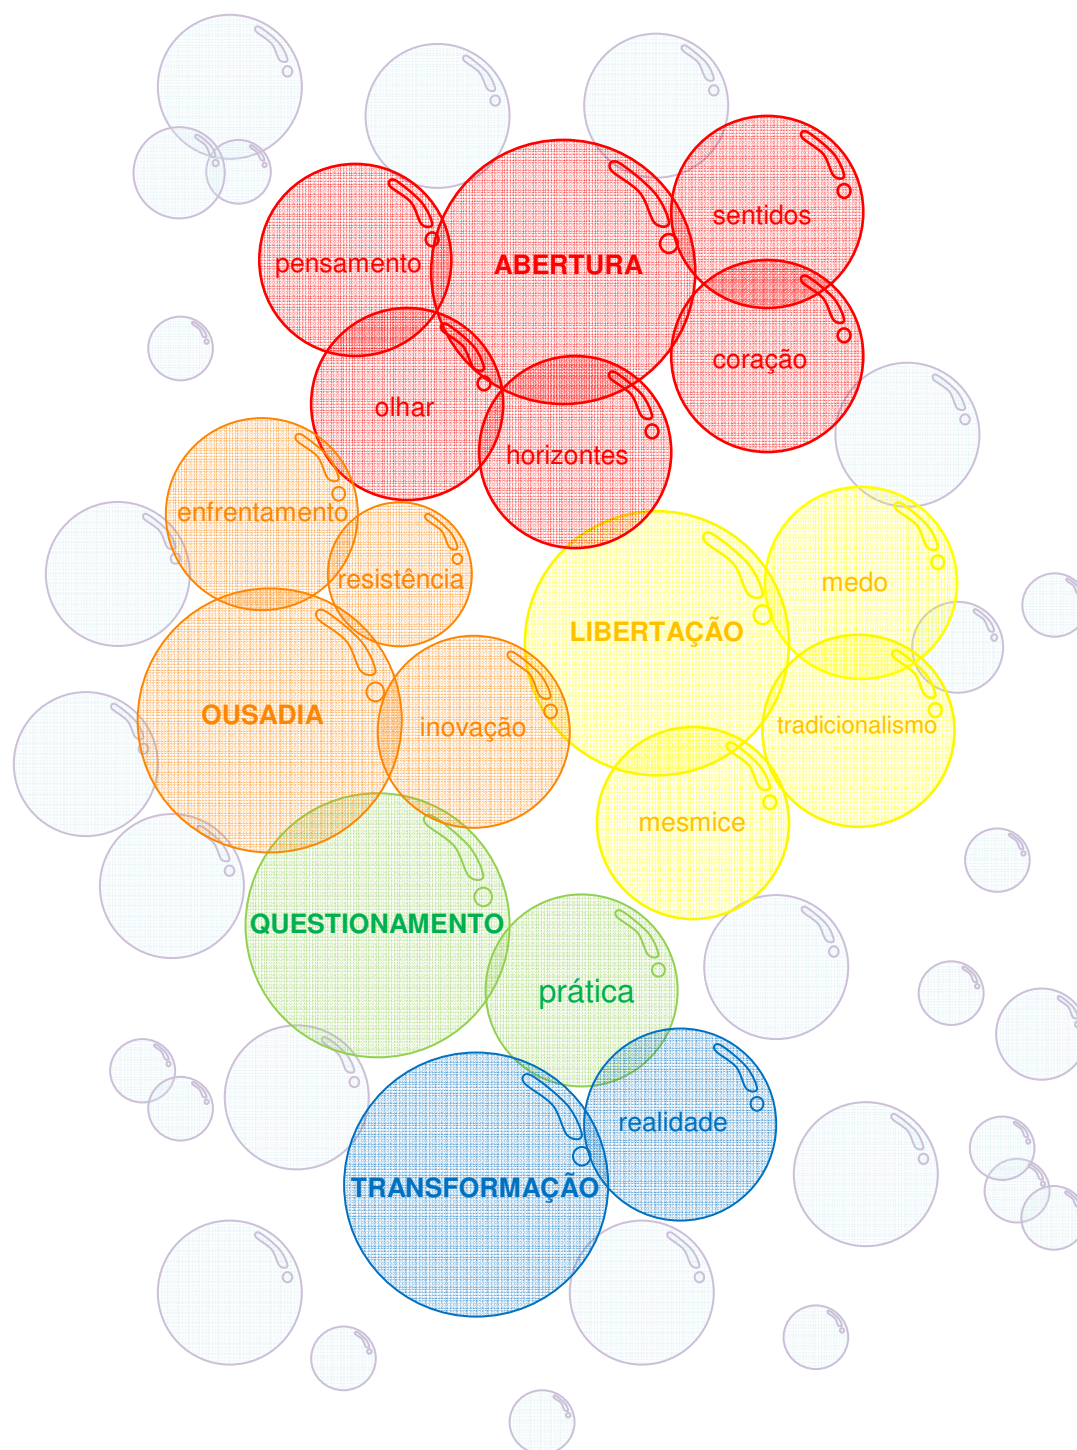 sentidos
pensamento
ABERTURA
coração
olhar
horizontes
enfrentamento
resistência
medo
LIBERTAÇÃO
OUSADIA
inovação
tradicionalismo
mesmice
QUESTIONAMENTO
prática
realidade
TRANSFORMAÇÃO